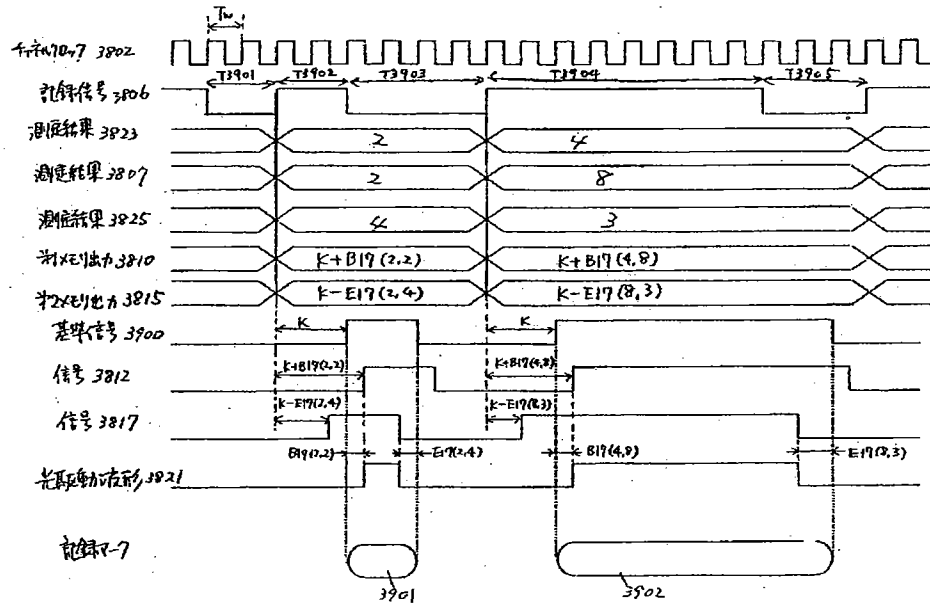 Tw
チャネルクロック 3802
T3901 T3902 T3903 T3904 T3905
記録信号 3806
測定結果 3823 2 4
測定結果 3807 2 8
測定結果 3825 4 3
オ1メモリ出力 3810 K+B17(2,2) K+B17(4,8)
オ2メモリ出力 3815 K-E17(2,4) K-E17(8,3)
K K
基準信号 3900
K+B17(2,2) K+B17(4,8)
信号 3812
K-E17(2,4) K-E17(8,3)
信号 3817
B17(2,2) E17(2,4) B17(4,8) E17(8,3)
光駆動波形 3821
記録マーク
3901 3902